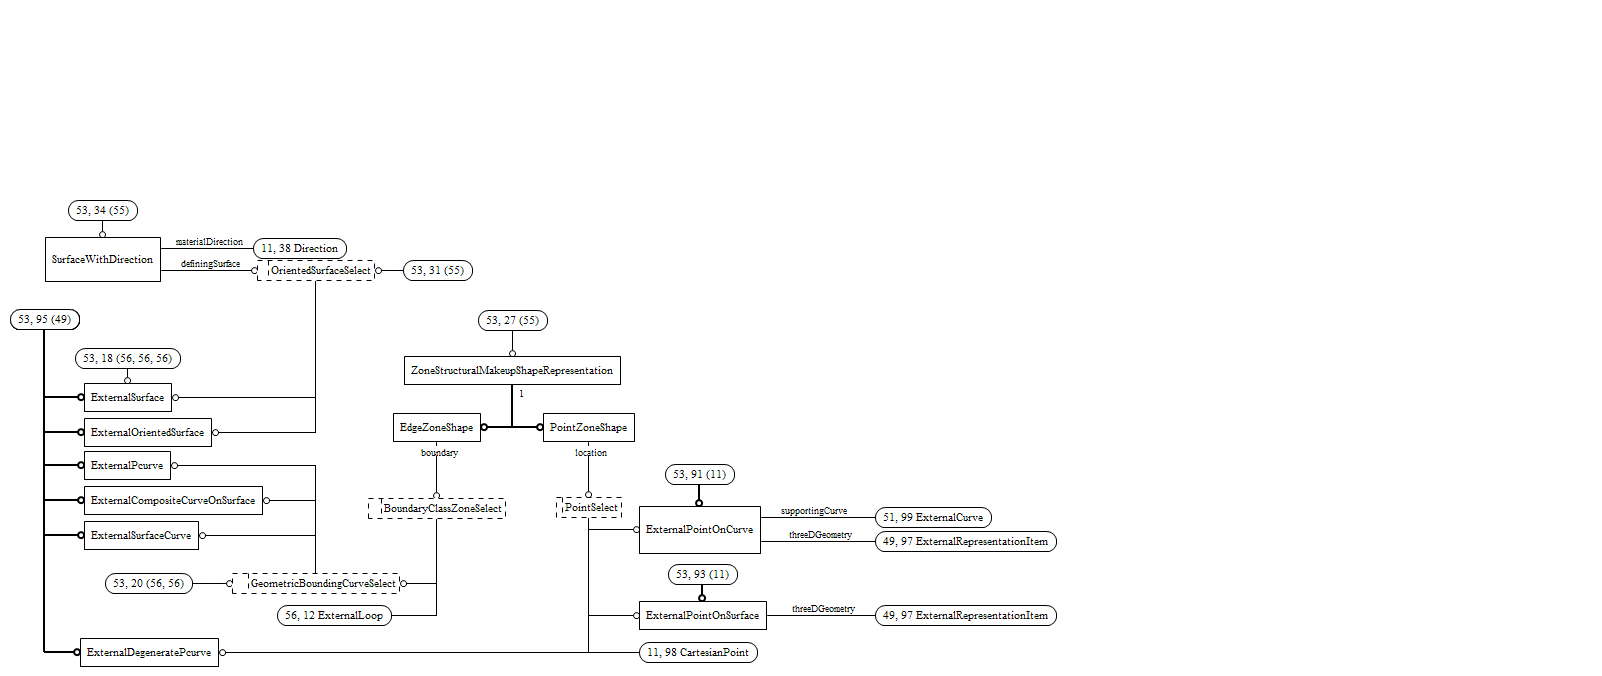 53, 34 (55)
materialDirection
11, 38 Direction
SurfaceWithDirection
definingSurface
OrientedSurfaceSelect
53, 31 (55)
53, 95 (49)
53, 27 (55)
53, 18 (56, 56, 56)
ZoneStructuralMakeupShapeRepresentation
1
ExternalSurface
EdgeZoneShape
PointZoneShape
ExternalOrientedSurface
boundary
location
ExternalPcurve
53, 91 (11)
ExternalCompositeCurveOnSurface
BoundaryClassZoneSelect
PointSelect
supportingCurve
51, 99 ExternalCurve
ExternalPointOnCurve
ExternalSurfaceCurve
threeDGeometry
49, 97 ExternalRepresentationItem
53, 93 (11)
53, 20 (56, 56)
GeometricBoundingCurveSelect
56, 12 ExternalLoop
ExternalPointOnSurface
threeDGeometry
49, 97 ExternalRepresentationItem
ExternalDegeneratePcurve
11, 98 CartesianPoint